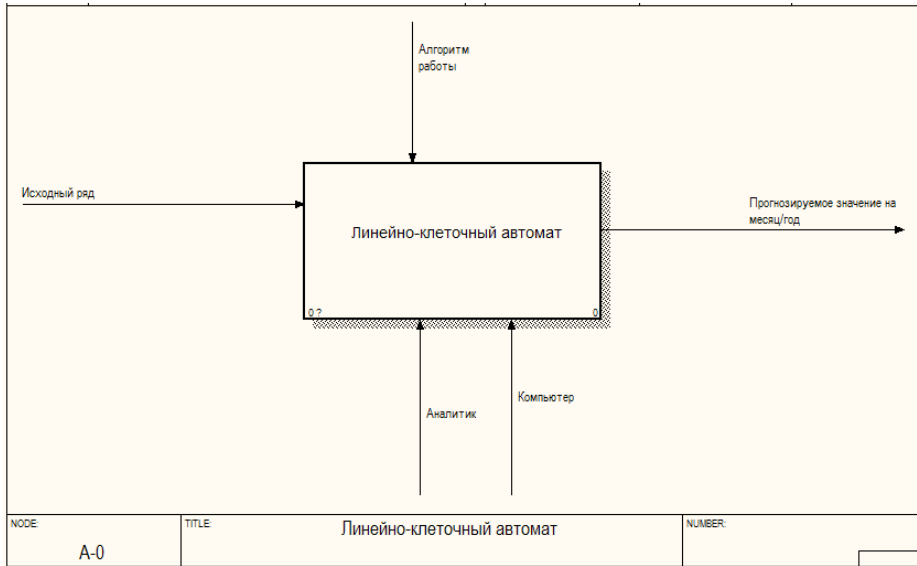 Алгоритм
работы
Исходный ряд
Прогнозируемое значение на
месяц/год
Линейно-клеточный автомат
0 ?
0
Аналитик
Компьютер
NODE:
TITLE:
Линейно-клеточный автомат
NUMBER:
A-0